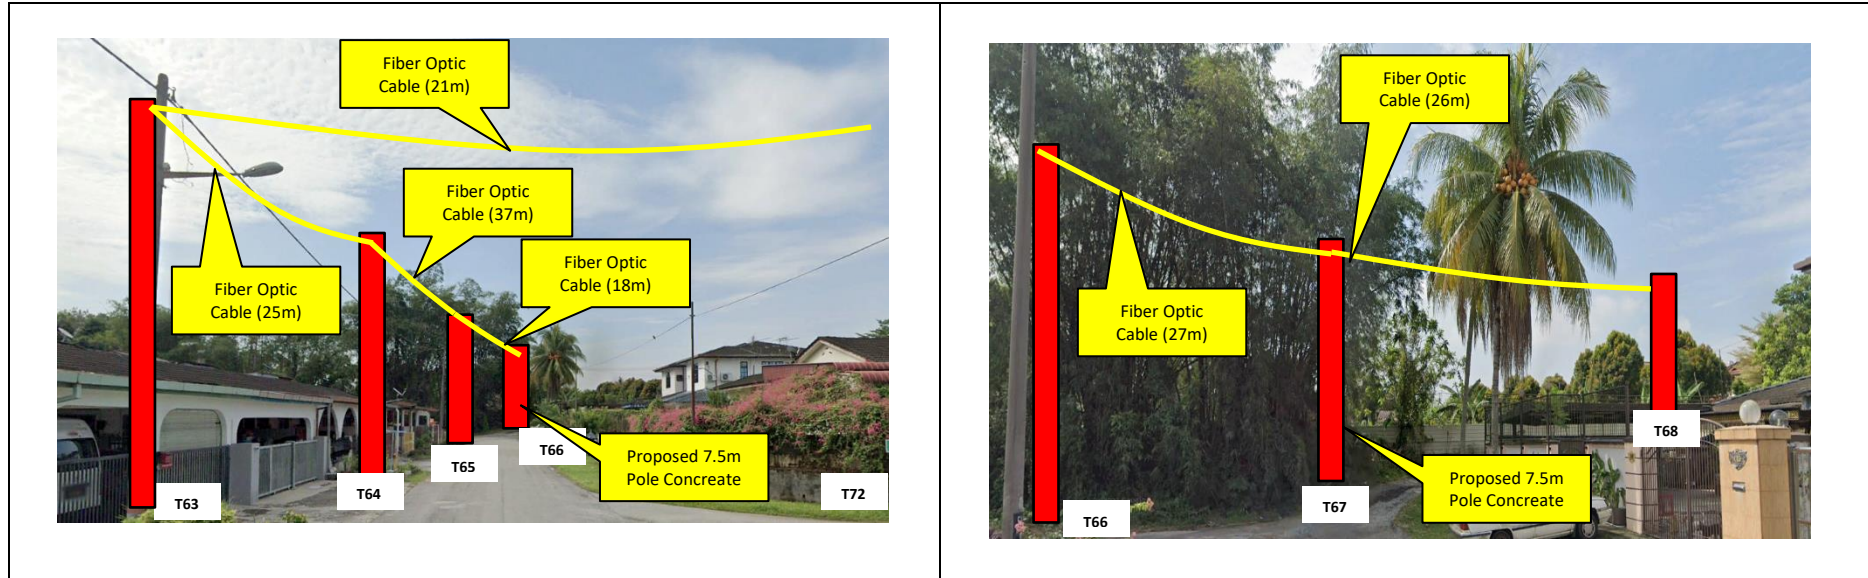 Fiber Optic
Cable (21m)
Fiber Optic
Cable (37m)
Fiber Optic
Cable (18m)
Fiber Optic
Cable (25m)
Proposed 7.5m
Pole Concreate
T63
T64
T65
T66
T72
Fiber Optic
Cable (26m)
Fiber Optic
Cable (27m)
Proposed 7.5m
Pole Concreate
T66
T67
T68